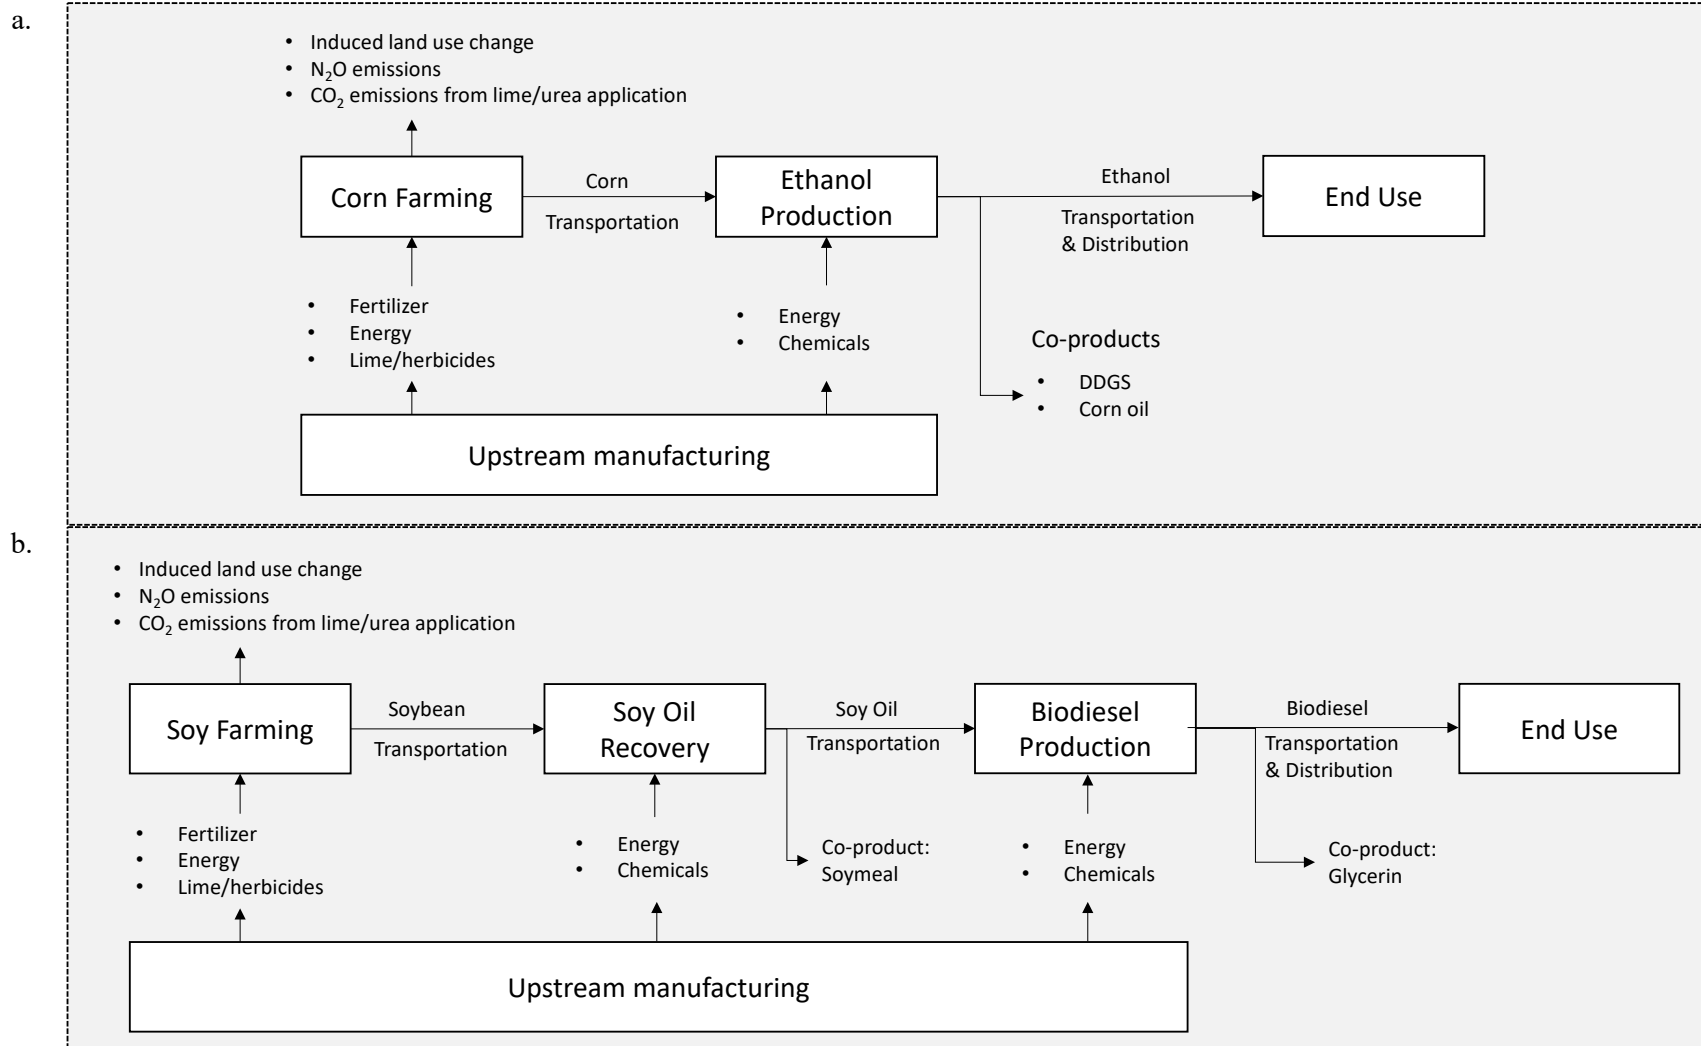 a.
• Induced land use change
• N₂O emissions
• CO₂ emissions from lime/urea application
Corn Farming
Corn
Transportation
Ethanol
Production
Ethanol
Transportation
& Distribution
End Use
• Fertilizer
• Energy
• Lime/herbicides
• Energy
• Chemicals
Co-products
• DDGS
• Corn oil
Upstream manufacturing
b.
• Induced land use change
• N₂O emissions
• CO₂ emissions from lime/urea application
Soy Farming
Soybean
Transportation
Soy Oil
Recovery
Soy Oil
Transportation
Biodiesel
Production
Biodiesel
Transportation
& Distribution
End Use
• Fertilizer
• Energy
• Lime/herbicides
• Energy
• Chemicals
Co-product:
Soymeal
• Energy
• Chemicals
Co-product:
Glycerin
Upstream manufacturing